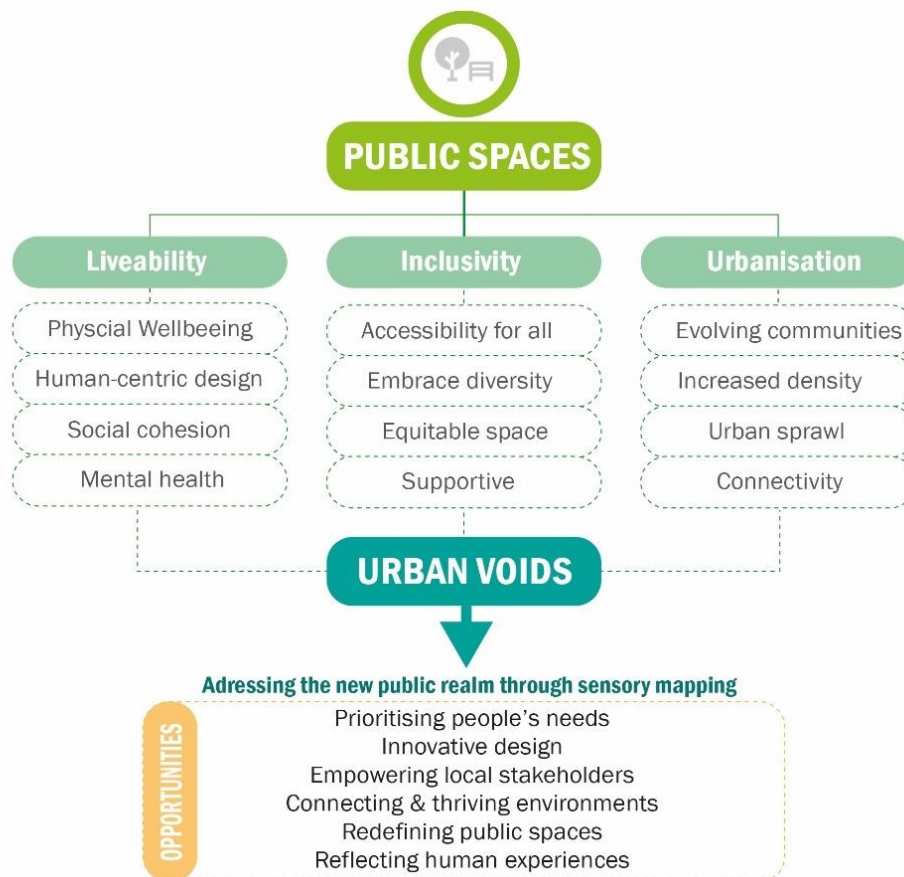 PUBLIC SPACES
Liveability
Physcial Wellbeeing
Human-centric design
Social cohesion
Mental health
Inclusivity
Accessibility for all
Embrace diversity
Equitable space
Supportive
Urbanisation
Evolving communities
Increased density
Urban sprawl
Connectivity
URBAN VOIDS
Adressing the new public realm through sensory mapping
OPPORTUNITIES
Prioritising people's needs
Innovative design
Empowering local stakeholders
Connecting & thriving environments
Redefining public spaces
Reflecting human experiences